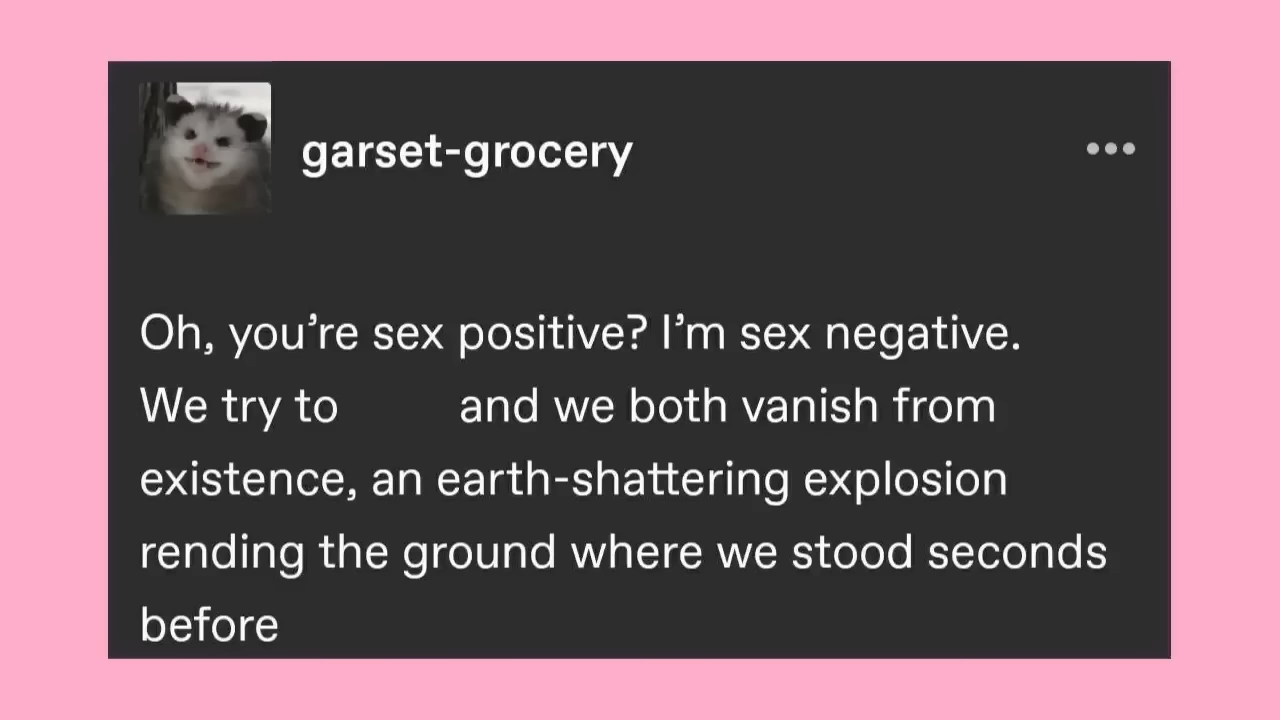 garset-grocery
Oh, you’re sex positive? I’m sex negative.
We try to and we both vanish from
existence, an earth-shattering explosion
rending the ground where we stood seconds
before